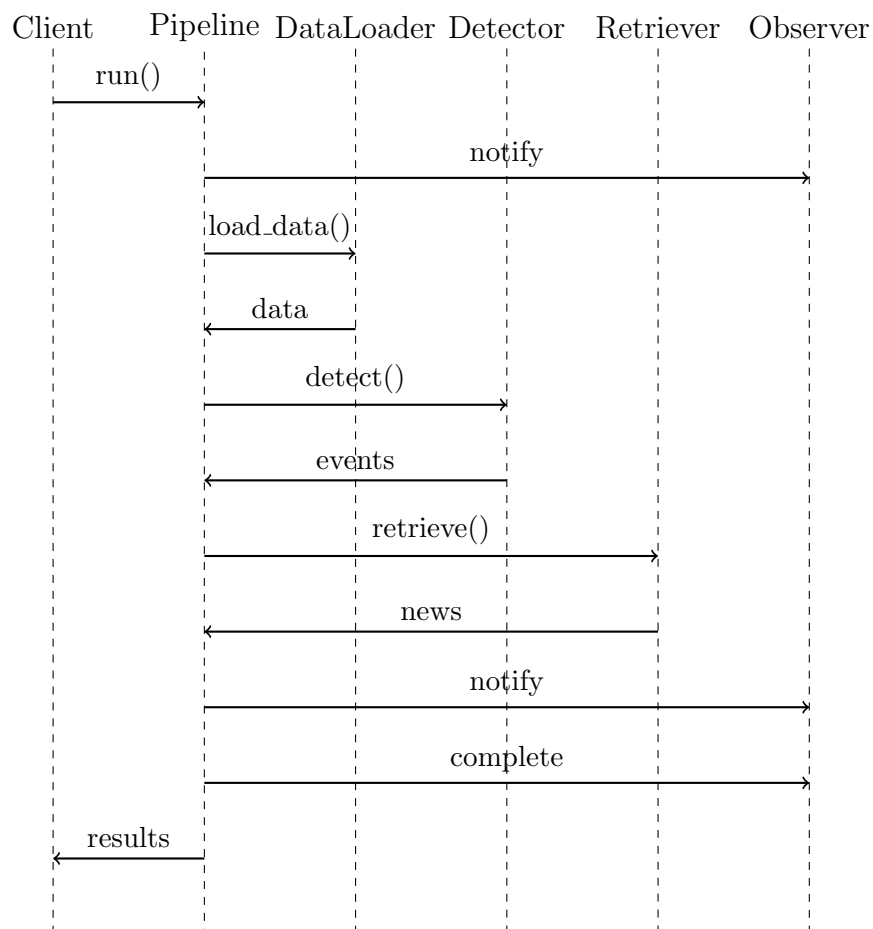 Client Pipeline DataLoader Detector Retriever Observer
run()
notify
load_data()
data
detect()
events
retrieve()
news
notify
complete
results